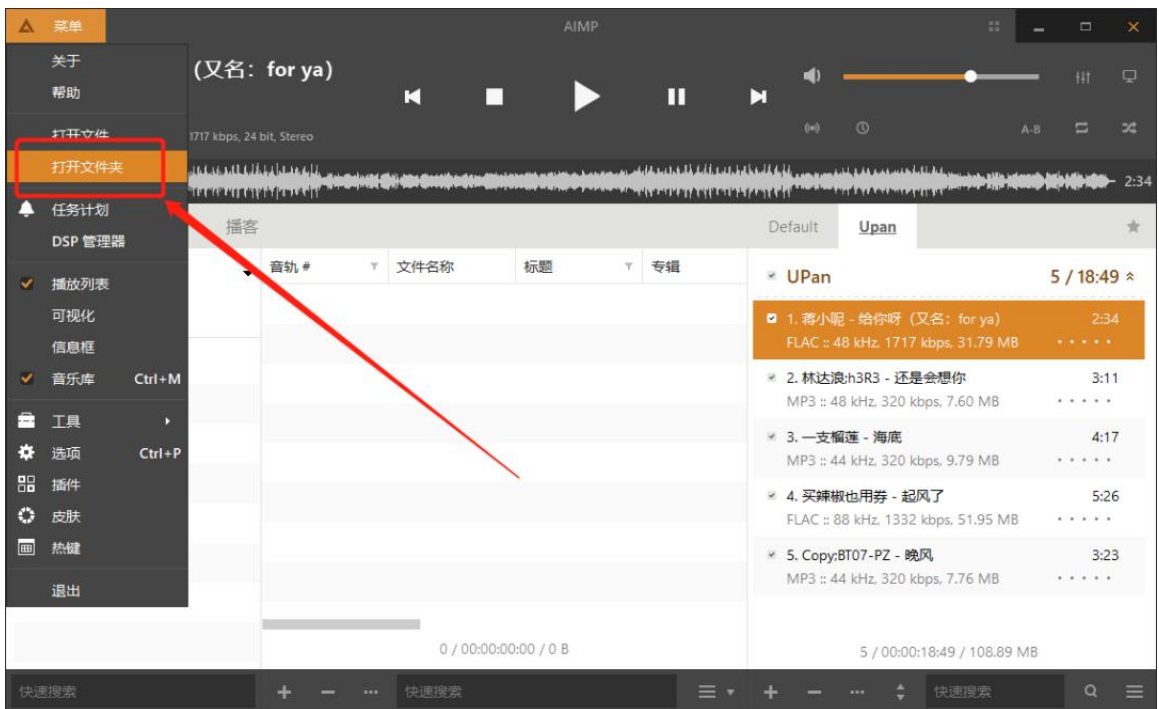 菜单
AIMP
关于
帮助
打开文件
打开文件夹
任务计划
DSP 管理器
播放列表
可视化
信息框
音乐库 Ctrl+M
工具
选项 Ctrl+P
插件
皮肤
热键
退出
（又名：for ya）
1717 kbps, 24 bit, Stereo
A-B
2:34
播客
音轨 # 文件名称 标题 专辑
0 / 00:00:00:00 / 0 B
Default Upan
UPan 5 / 18:49
1. 蒋小呢 - 给你呀（又名：for ya） 2:34
FLAC :: 48 kHz, 1717 kbps, 31.79 MB
2. 林达浪;h3R3 - 还是会想你 3:11
MP3 :: 48 kHz, 320 kbps, 7.60 MB
3. 一支榴莲 - 海底 4:17
MP3 :: 44 kHz, 320 kbps, 9.79 MB
4. 买辣椒也用券 - 起风了 5:26
FLAC :: 88 kHz, 1332 kbps, 51.95 MB
5. Copy;BT07-PZ - 晚风 3:23
MP3 :: 44 kHz, 320 kbps, 7.76 MB
5 / 00:00:18:49 / 108.89 MB
快速搜索
快速搜索
快速搜索